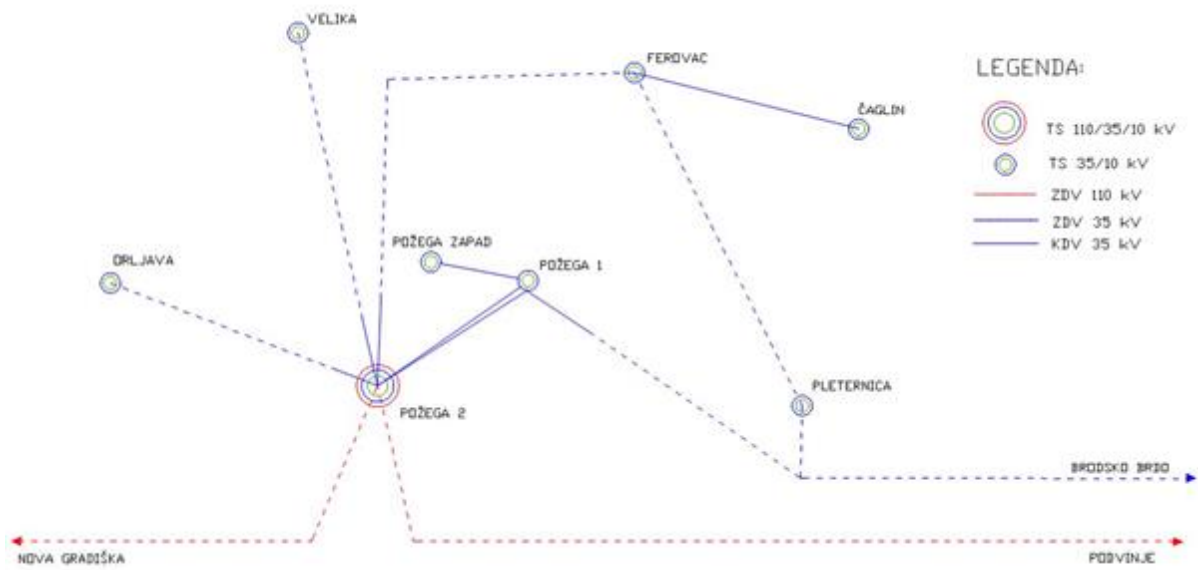 VELIKA
FEROVAC
ČAGLIN
LEGENDA:
TS 110/35/10 kV
TS 35/10 kV
ZDV 110 kV
ZDV 35 kV
KDV 35 kV
POŽEGA ZAPAD
POŽEGA 1
ORLJAVA
POŽEGA 2
PLETERNICA
BRODSKO BRDO
NOVA GRADIŠKA
PODVINJE